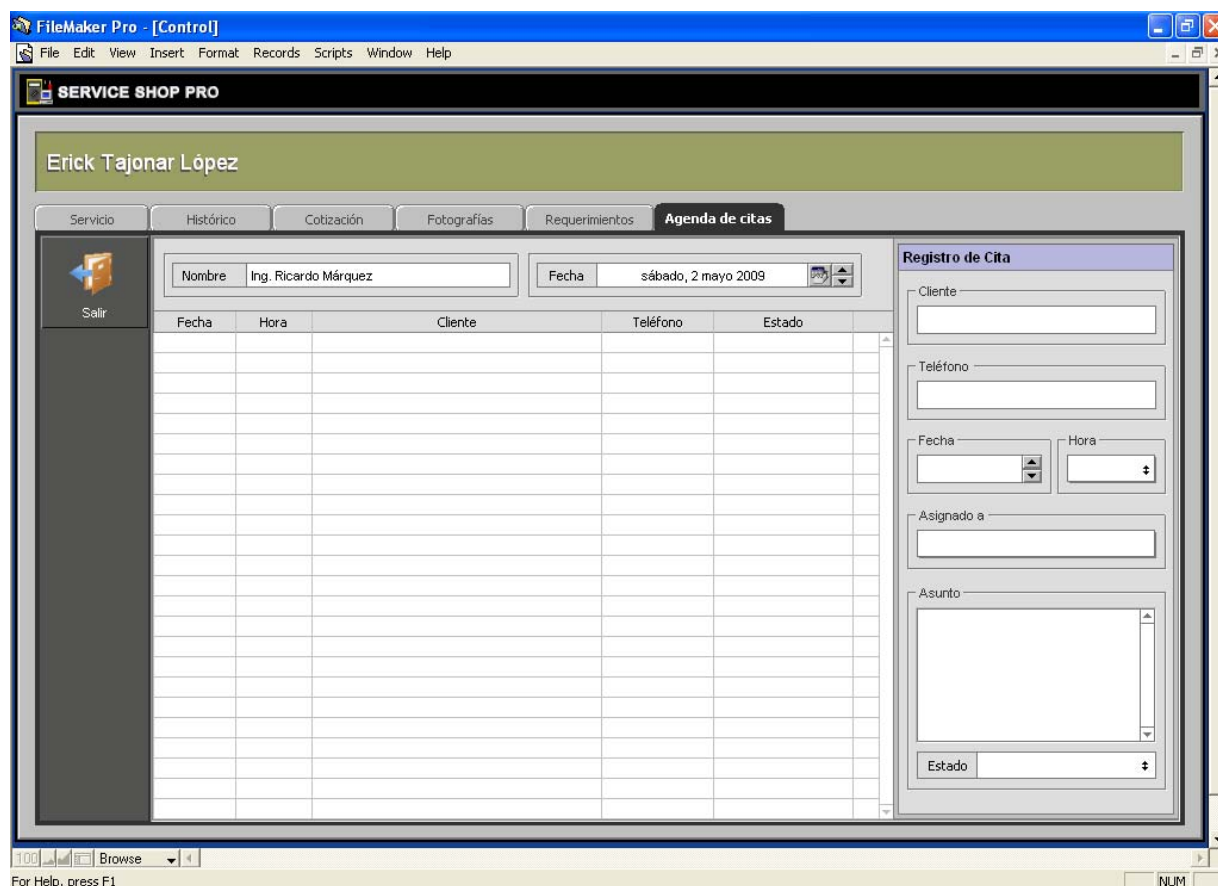 FileMaker Pro - [Control]
File Edit View Insert Format Records Scripts Window Help
SERVICE SHOP PRO
Erick Tajonar López
Servicio Histórico Cotización Fotografías Requerimientos Agenda de citas
Salir
Nombre Ing. Ricardo Márquez Fecha sábado, 2 mayo 2009
Fecha Hora Cliente Teléfono Estado
Registro de Cita
Cliente
Teléfono
Fecha Hora
Asignado a
Asunto
Estado
100 Browse
For Help, press F1 NUM